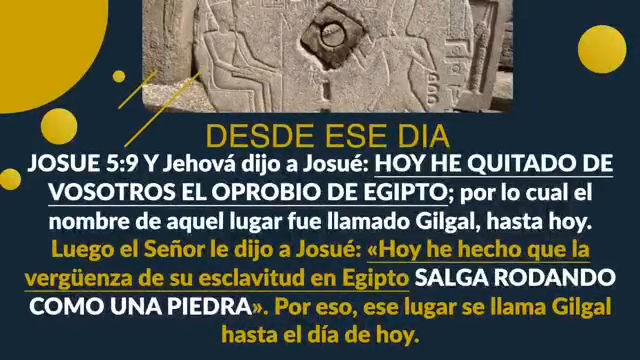 DESDE ESE DIA
JOSUE 5:9 Y Jehová dijo a Josué: HOY HE QUITADO DE
VOSOTROS EL OPROBIO DE EGIPTO; por lo cual el
nombre de aquel lugar fue llamado Gilgal, hasta hoy.
Luego el Señor le dijo a Josué: «Hoy he hecho que la
vergüenza de su esclavitud en Egipto SALGA RODANDO
COMO UNA PIEDRA». Por eso, ese lugar se llama Gilgal
hasta el día de hoy.